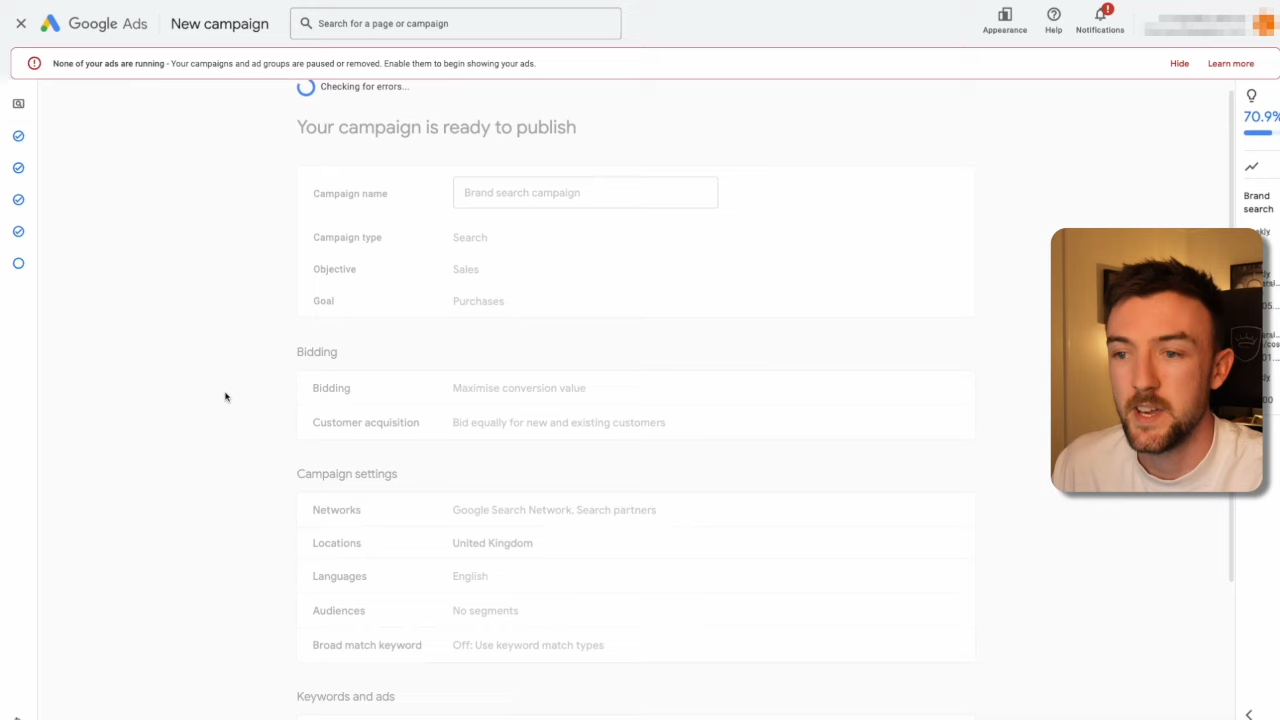 Google Ads New campaign
Search for a page or campaign
Appearance
Help
Notifications
None of your ads are running - Your campaigns and ad groups are paused or removed. Enable them to begin showing your ads.
Hide
Learn more
Checking for errors...
70.9%
Your campaign is ready to publish
Campaign name Brand search campaign
Campaign type Search
Objective Sales
Goal Purchases
Brand
search
Bidding
Bidding Maximise conversion value
Customer acquisition Bid equally for new and existing customers
Campaign settings
Networks Google Search Network, Search partners
Locations United Kingdom
Languages English
Audiences No segments
Broad match keyword Off: Use keyword match types
Keywords and ads